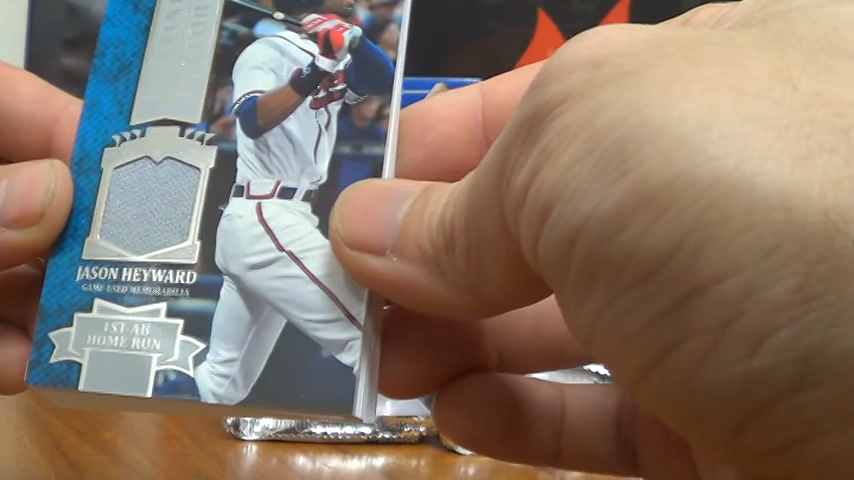 JASON HEYWARD
GAME USED MEMORABILIA
1ST-AB
HOME RUN